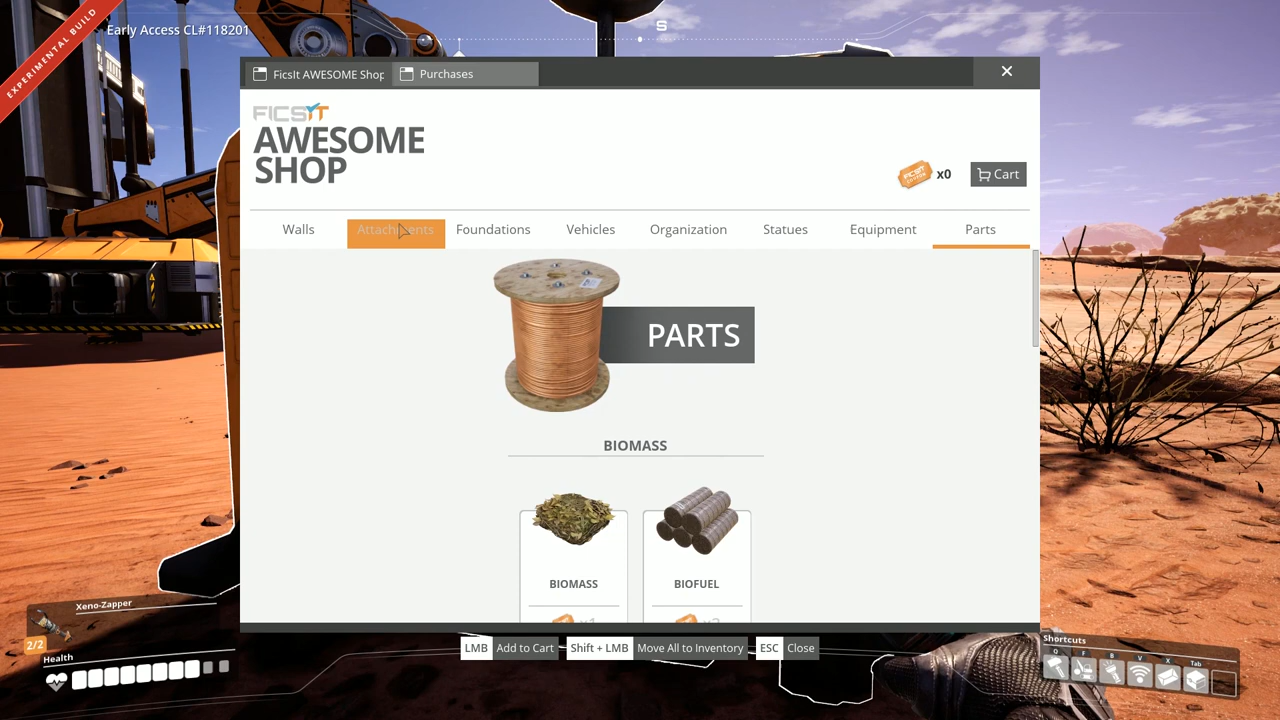 EXPERIMENTAL BUILD
Early Access CL#118201
S
FicsIt AWESOME Shop
Purchases
FICSIT
AWESOME
SHOP
x0
Cart
Walls
Attachments
Foundations
Vehicles
Organization
Statues
Equipment
Parts
PARTS
BIOMASS
BIOMASS
BIOFUEL
Xeno-Zapper
2/2
Health
LMB Add to Cart
Shift + LMB Move All to Inventory
ESC Close
Shortcuts
Q F B V X Tab